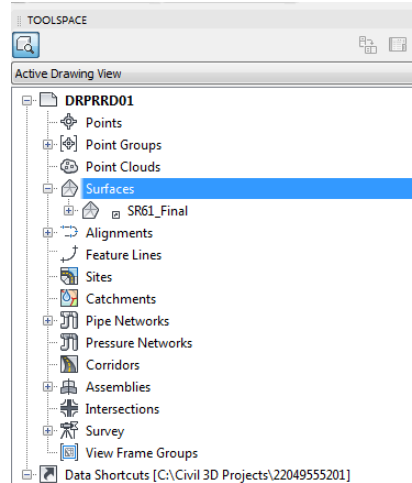 TOOLSPACE
Active Drawing View
DRPRRD01
Points
Point Groups
Point Clouds
Surfaces
SR61_Final
Alignments
Feature Lines
Sites
Catchments
Pipe Networks
Pressure Networks
Corridors
Assemblies
Intersections
Survey
View Frame Groups
Data Shortcuts [C:\Civil 3D Projects\22049555201]